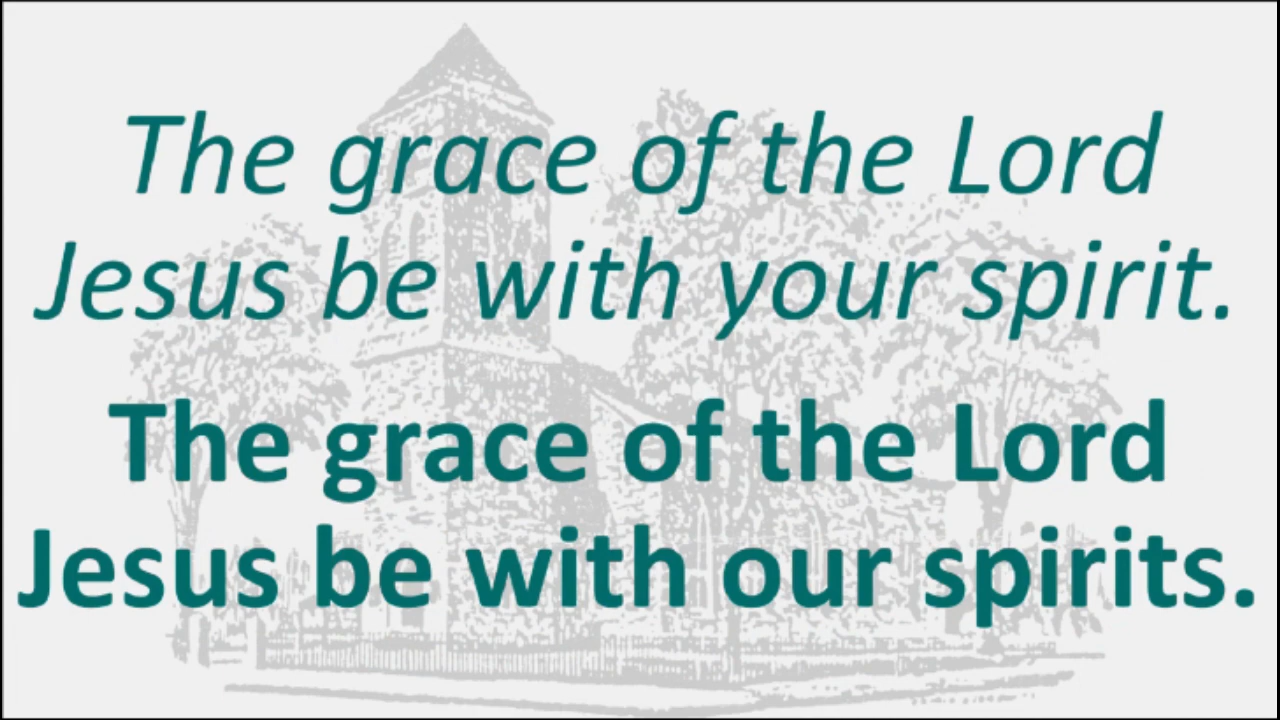 The grace of the Lord
Jesus be with your spirit.
The grace of the Lord
Jesus be with our spirits.